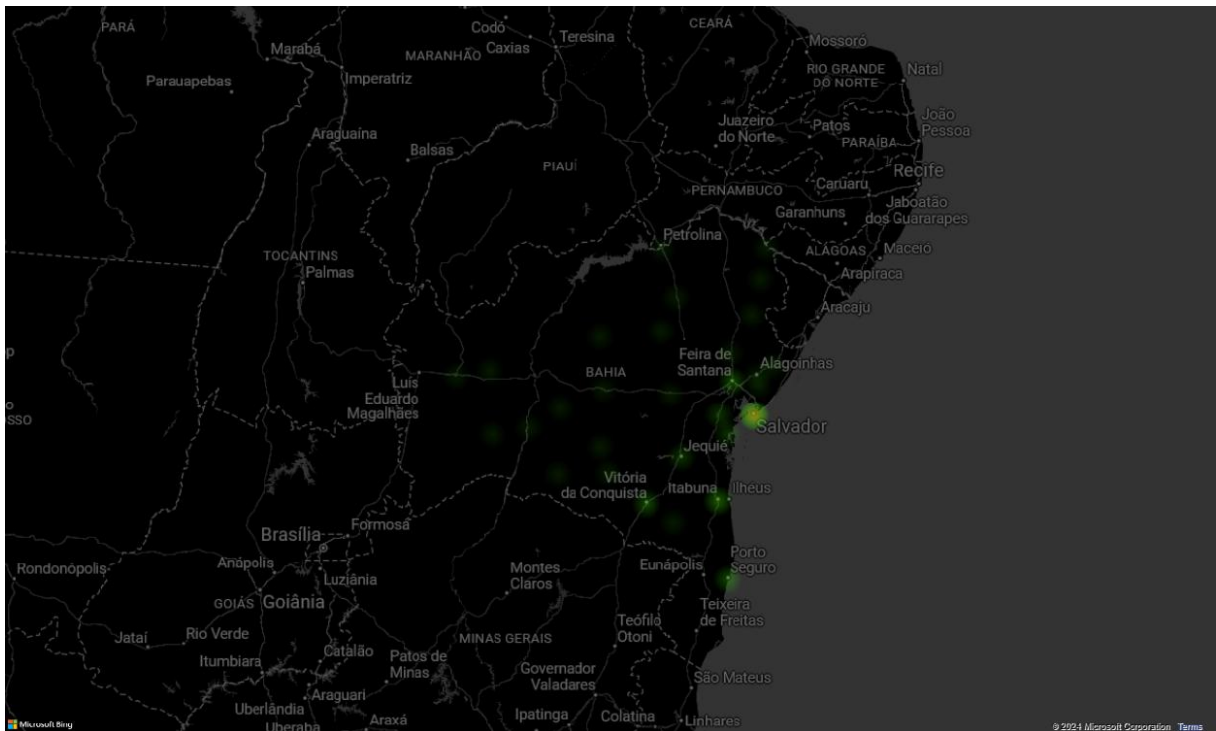 PARÁ
CEARÁ
Codó
Teresina
Mossoró
Marabá
MARANHÃO
Caxias
RIO GRANDE
DO NORTE
Natal
Parauapebas
Imperatriz
João
Pessoa
Juazeiro
do Norte
Patos
PARAÍBA
Araguaína
Balsas
PIAUÍ
Recife
PERNAMBUCO
Caruaru
Jaboatão
dos Guararapes
Garanhuns
Petrolina
TOCANTINS
Palmas
ALAGOAS
Maceió
Arapiraca
Aracaju
Feira de
Santana
Alagoinhas
BAHIA
Luís
Eduardo
Magalhães
Salvador
Jequié
Vitória
da Conquista
Itabuna
Ilhéus
Brasília
Formosa
Porto
Seguro
Rondonópolis
Anápolis
Luziânia
Montes
Claros
Eunápolis
GOIÁS
Goiânia
Teixeira
de Freitas
Teófilo
Otoni
Jataí
Rio Verde
MINAS GERAIS
Itumbiara
Catalão
Patos de
Minas
Governador
Valadares
São Mateus
Araguari
Uberlândia
Uberaba
Araxá
Ipatinga
Colatina
Linhares
Microsoft Bing
© 2024 Microsoft Corporation Terms